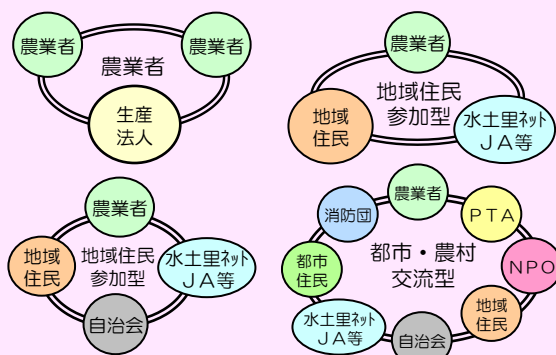 農業者
農業者
農業者
生産
法人
農業者
地域住民
参加型
地域
住民
水土里ネット
ＪＡ等
農業者
地域
住民
地域住民
参加型
水土里ネット
ＪＡ等
自治会
農業者
消防団
ＰＴＡ
都市・農村
交流型
都市
住民
ＮＰＯ
地域
住民
水土里ネット
ＪＡ等
自治会